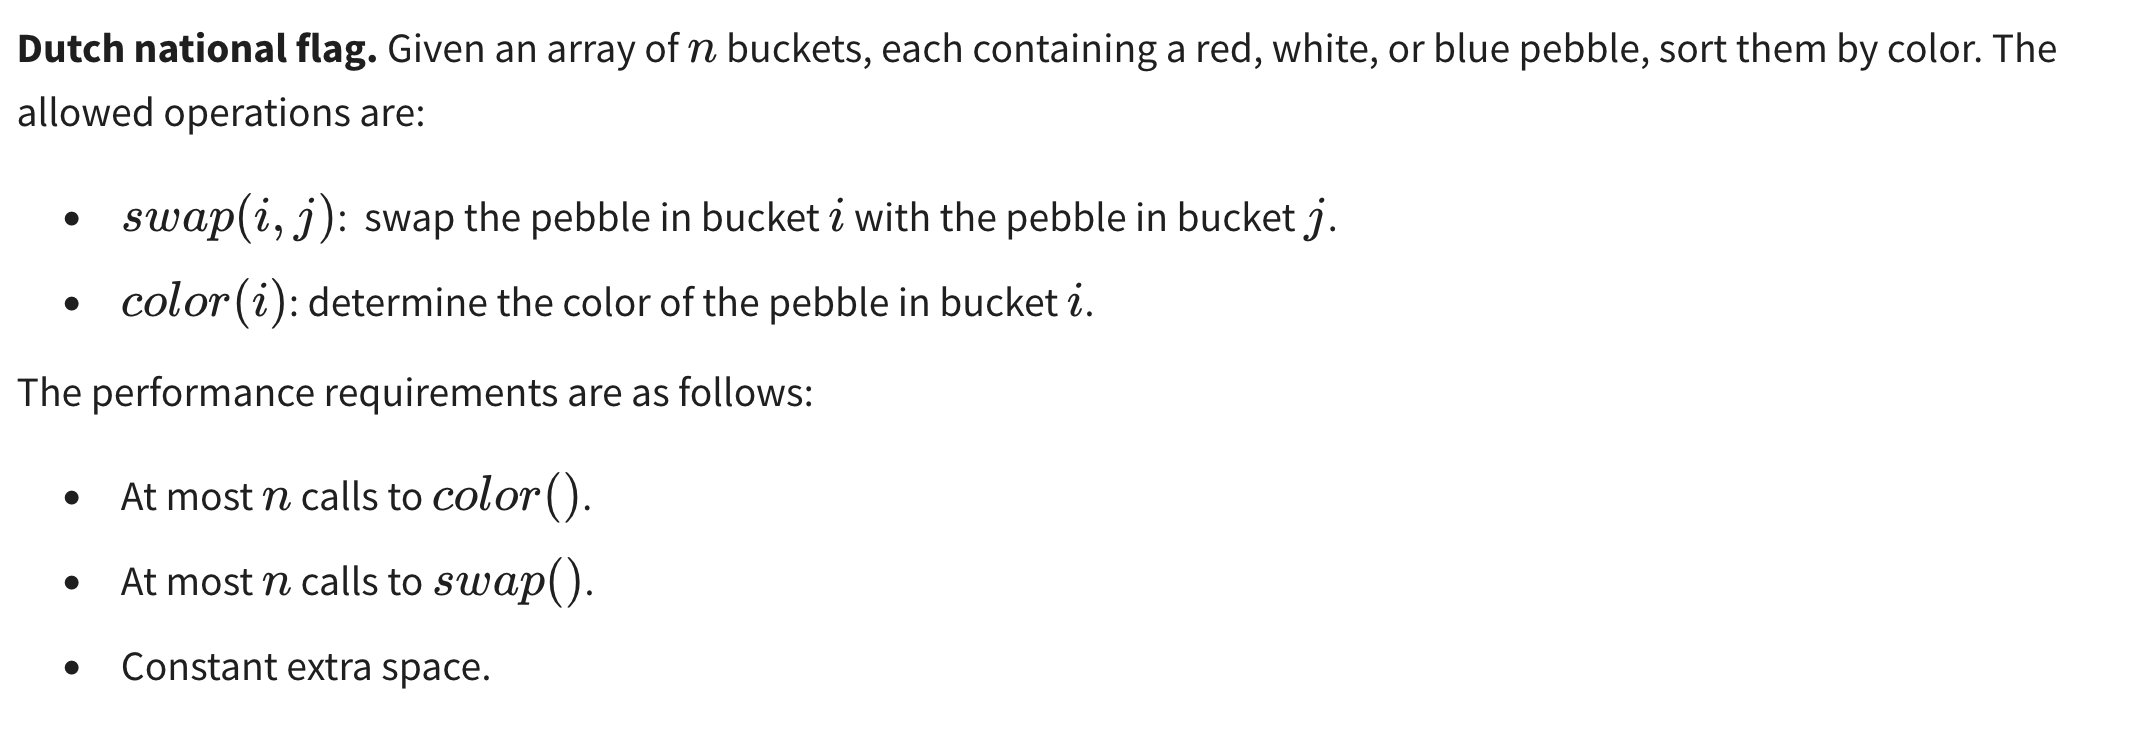 Dutch national flag. Given an array of n buckets, each containing a red, white, or blue pebble, sort them by color. The
allowed operations are:
• swap(i, j): swap the pebble in bucket i with the pebble in bucket j.
• color(i): determine the color of the pebble in bucket i.
The performance requirements are as follows:
• At most n calls to color().
• At most n calls to swap().
• Constant extra space.